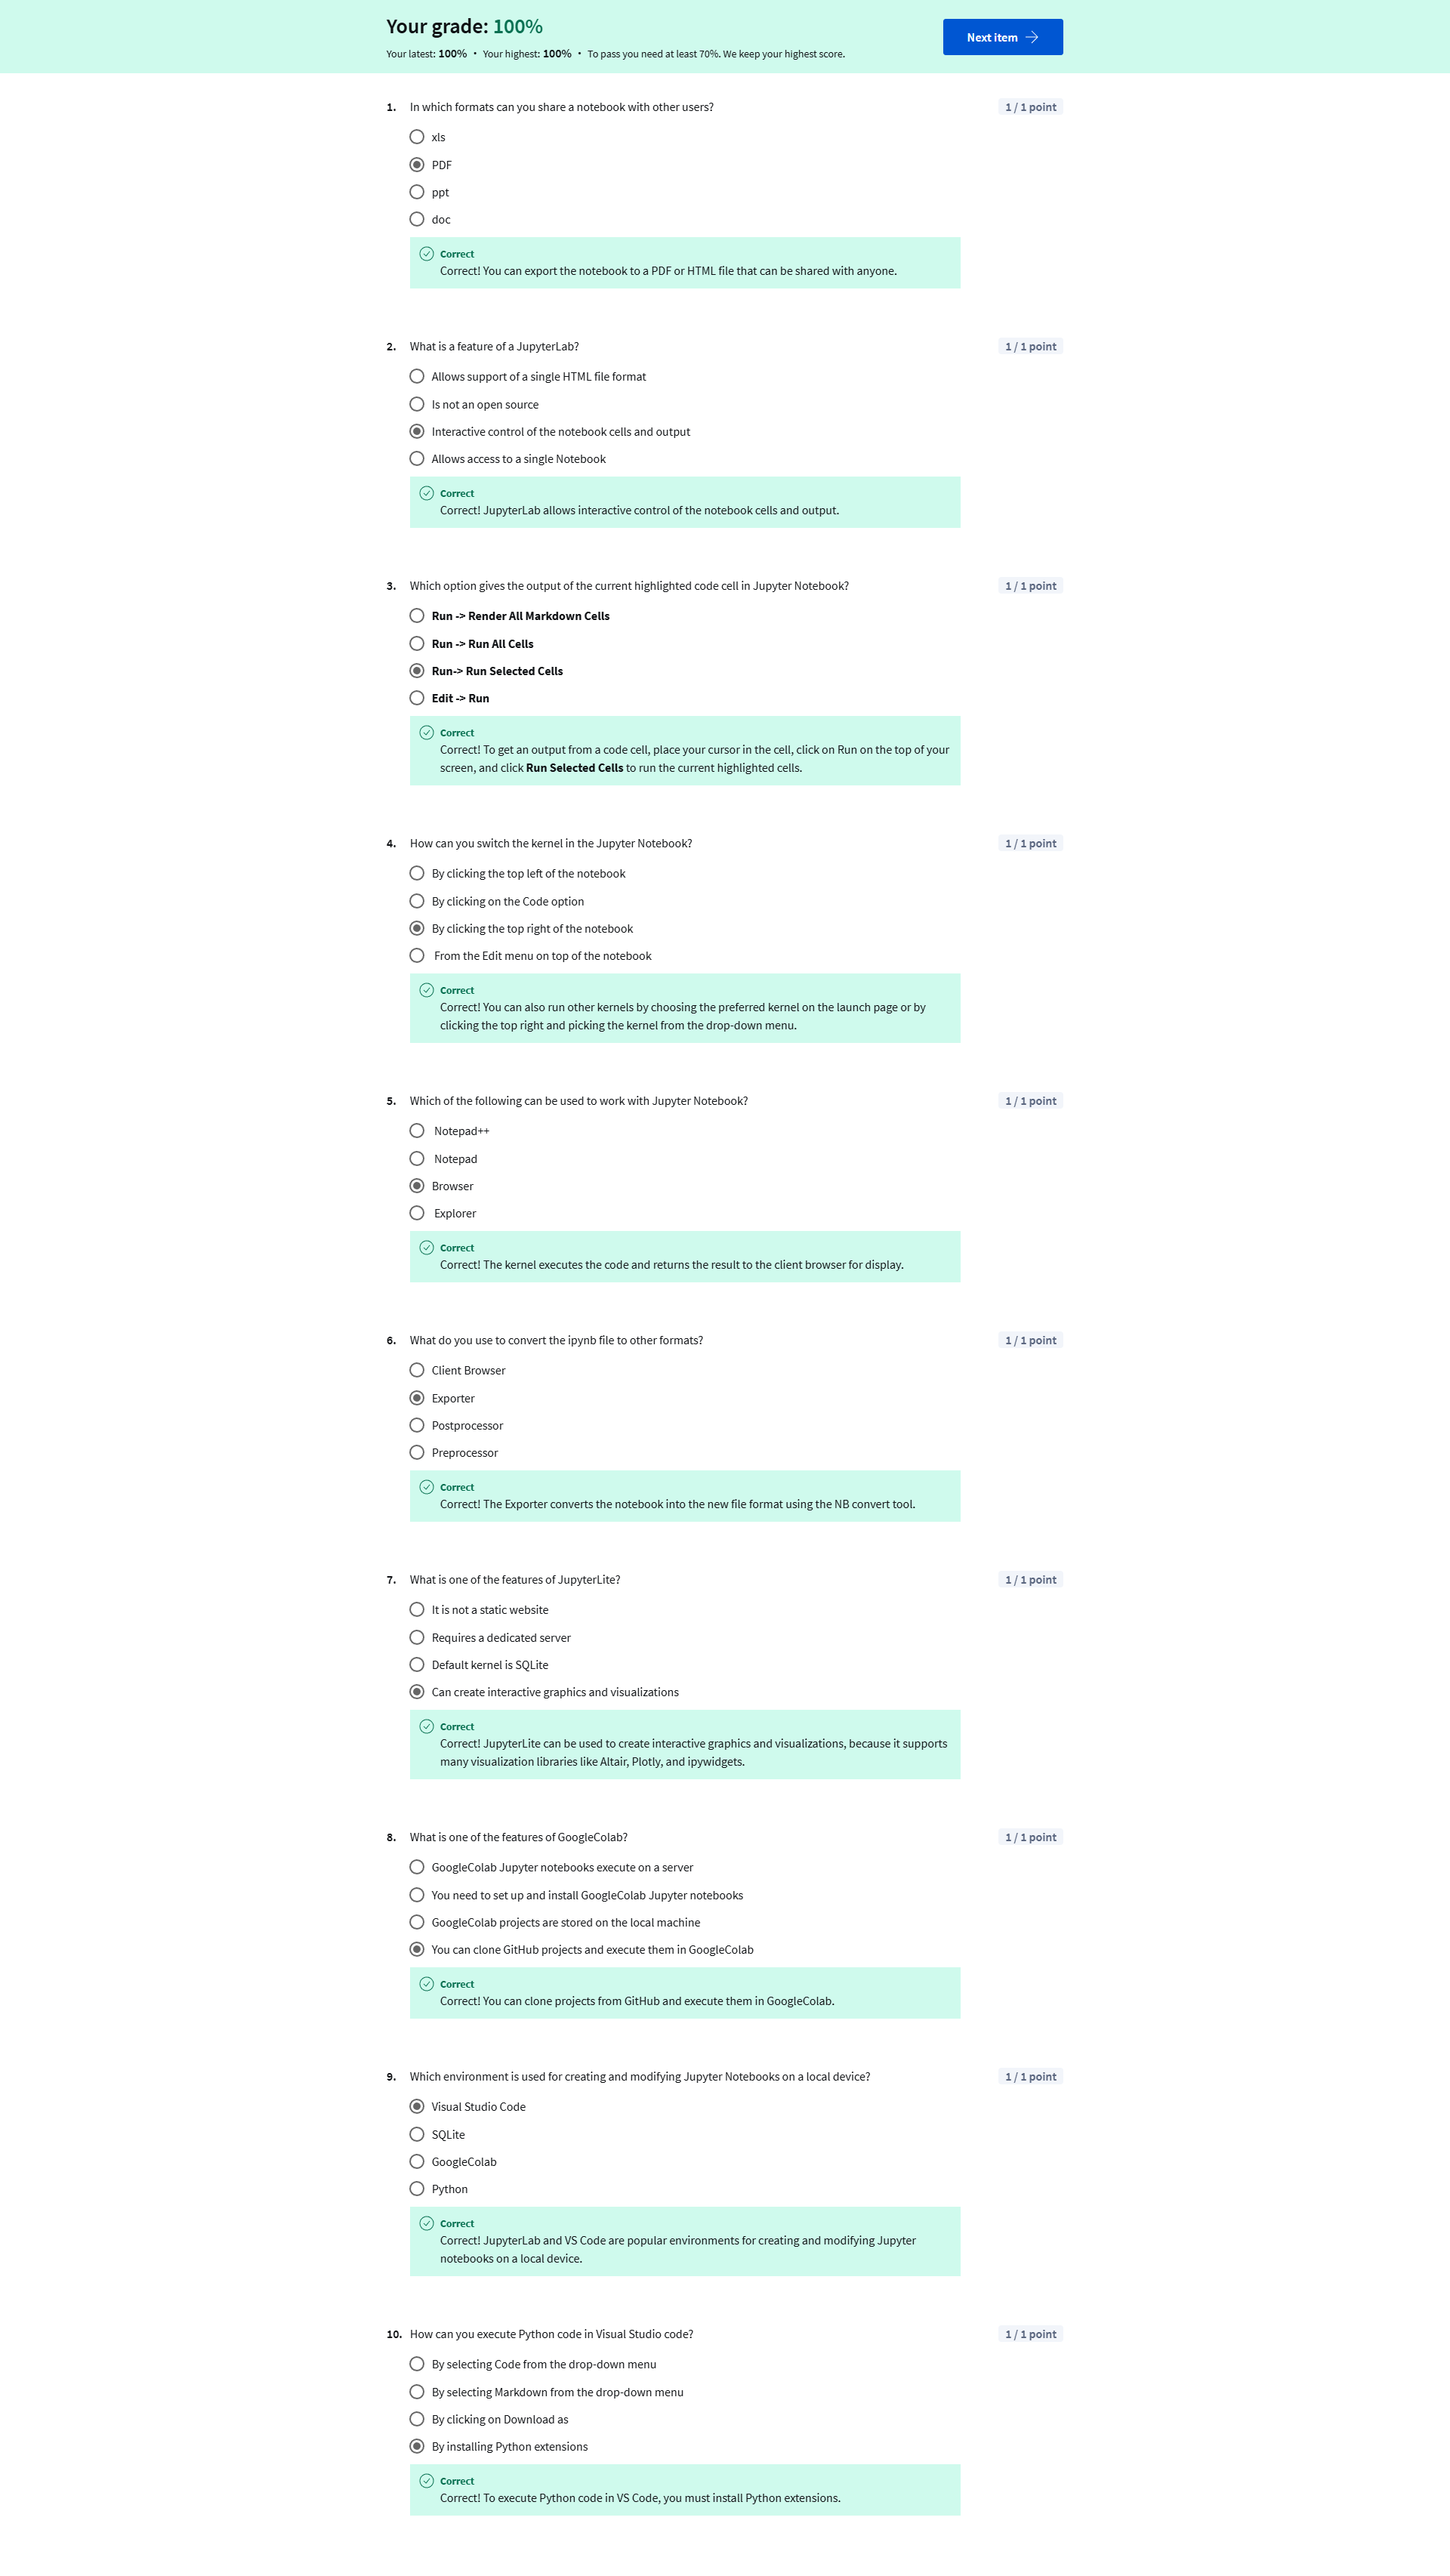 Your grade: 100%
Your latest: 100% • Your highest: 100% • To pass you need at least 70%. We keep your highest score.
Next item
1. In which formats can you share a notebook with other users? 1 / 1 point
xls
PDF
ppt
doc
Correct
Correct! You can export the notebook to a PDF or HTML file that can be shared with anyone.
2. What is a feature of a JupyterLab? 1 / 1 point
Allows support of a single HTML file format
Is not an open source
Interactive control of the notebook cells and output
Allows access to a single Notebook
Correct
Correct! JupyterLab allows interactive control of the notebook cells and output.
3. Which option gives the output of the current highlighted code cell in Jupyter Notebook? 1 / 1 point
Run -> Render All Markdown Cells
Run -> Run All Cells
Run-> Run Selected Cells
Edit -> Run
Correct
Correct! To get an output from a code cell, place your cursor in the cell, click on Run on the top of your
screen, and click Run Selected Cells to run the current highlighted cells.
4. How can you switch the kernel in the Jupyter Notebook? 1 / 1 point
By clicking the top left of the notebook
By clicking on the Code option
By clicking the top right of the notebook
From the Edit menu on top of the notebook
Correct
Correct! You can also run other kernels by choosing the preferred kernel on the launch page or by
clicking the top right and picking the kernel from the drop-down menu.
5. Which of the following can be used to work with Jupyter Notebook? 1 / 1 point
Notepad++
Notepad
Browser
Explorer
Correct
Correct! The kernel executes the code and returns the result to the client browser for display.
6. What do you use to convert the ipynb file to other formats? 1 / 1 point
Client Browser
Exporter
Postprocessor
Preprocessor
Correct
Correct! The Exporter converts the notebook into the new file format using the NB convert tool.
7. What is one of the features of JupyterLite? 1 / 1 point
It is not a static website
Requires a dedicated server
Default kernel is SQLite
Can create interactive graphics and visualizations
Correct
Correct! JupyterLite can be used to create interactive graphics and visualizations, because it supports
many visualization libraries like Altair, Plotly, and ipywidgets.
8. What is one of the features of GoogleColab? 1 / 1 point
GoogleColab Jupyter notebooks execute on a server
You need to set up and install GoogleColab Jupyter notebooks
GoogleColab projects are stored on the local machine
You can clone GitHub projects and execute them in GoogleColab
Correct
Correct! You can clone projects from GitHub and execute them in GoogleColab.
9. Which environment is used for creating and modifying Jupyter Notebooks on a local device? 1 / 1 point
Visual Studio Code
SQLite
GoogleColab
Python
Correct
Correct! JupyterLab and VS Code are popular environments for creating and modifying Jupyter
notebooks on a local device.
10. How can you execute Python code in Visual Studio code? 1 / 1 point
By selecting Code from the drop-down menu
By selecting Markdown from the drop-down menu
By clicking on Download as
By installing Python extensions
Correct
Correct! To execute Python code in VS Code, you must install Python extensions.